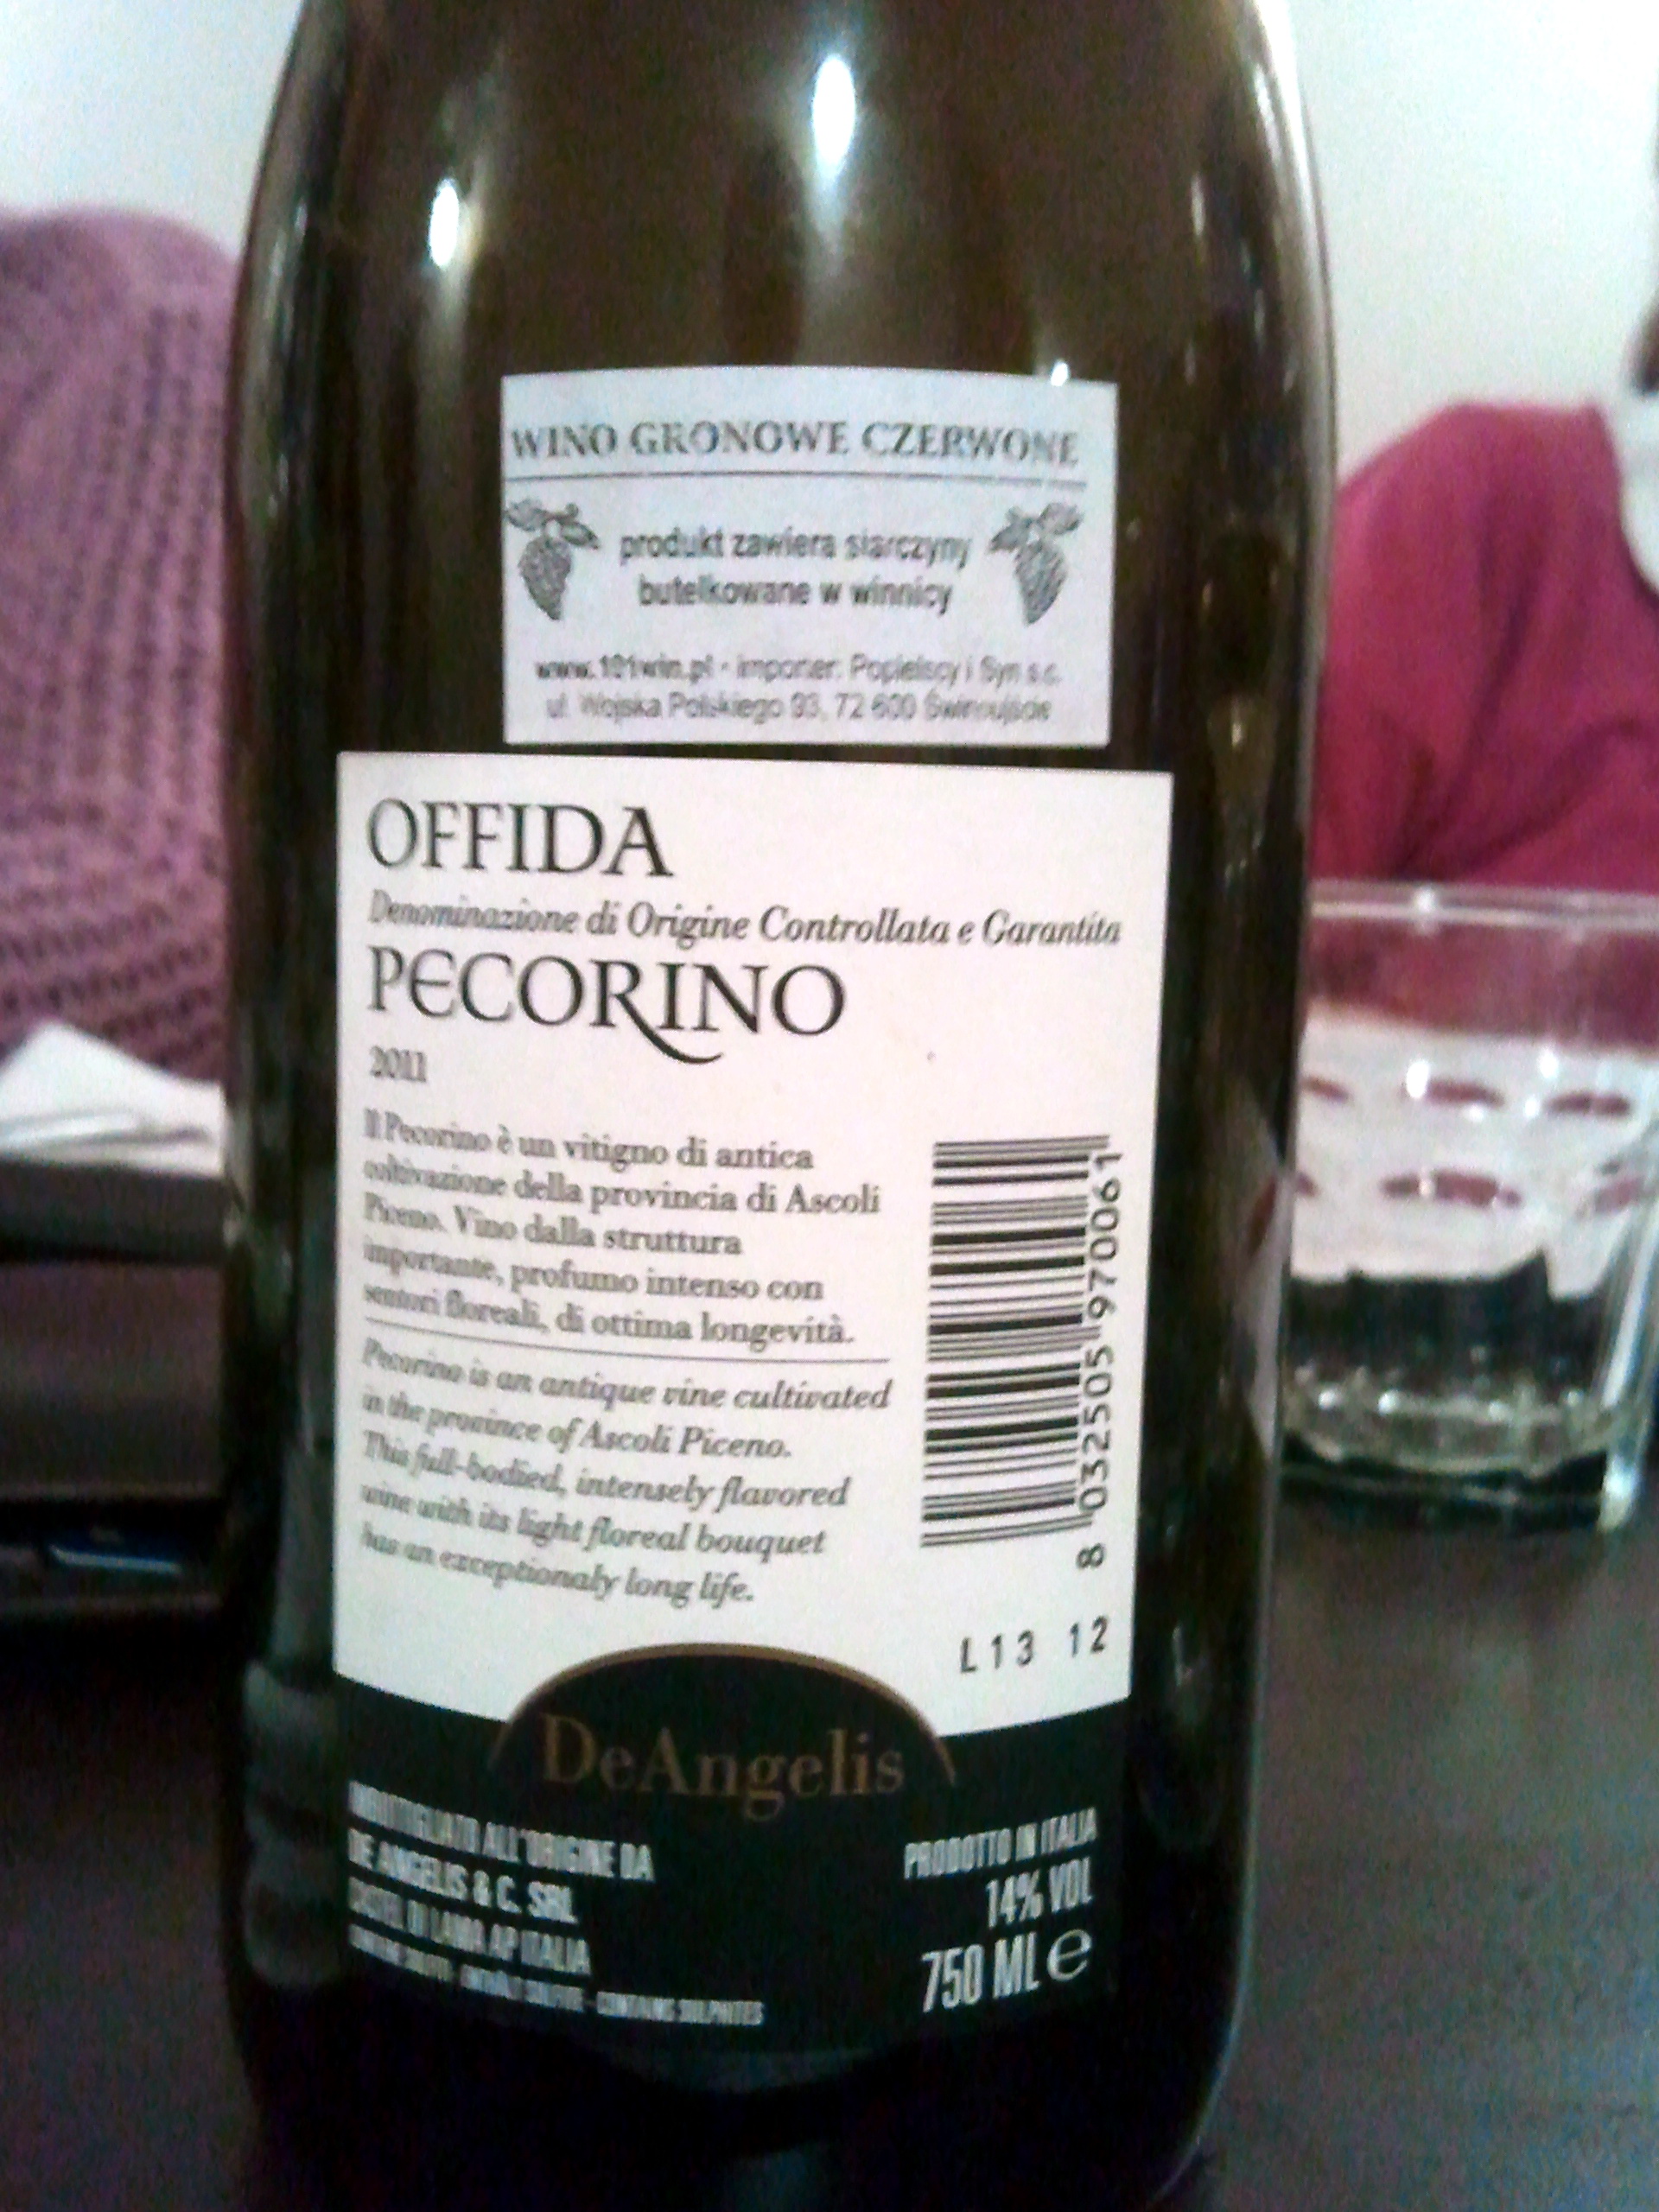 WINO GRONOWE CZERWONE
produkt zawiera siarczyny
butelkowane w winnicy
www.101win.pl - importer: Popielscy i Syn s.c.
ul. Wojska Polskiego 93, 72 600 Świnoujście
OFFIDA
Denominazione di Origine Controllata e Garantita
PECORINO
2011
Il Pecorino è un vitigno di antica
coltivazione della provincia di Ascoli
Piceno. Vino dalla struttura
importante, profumo intenso con
sentori floreali, di ottima longevità.
Pecorino is an antique vine cultivated
in the province of Ascoli Piceno.
This full-bodied, intensely flavored
wine with its light floreal bouquet
has an exceptionaly long life.
8 032505 970061
L13 12
DeAngelis
IMBOTTIGLIATO ALL'ORIGINE DA
DE ANGELIS & C. SRL
CASTEL DI LAMA AP ITALIA
CONTAINS SULPHITES
PRODOTTO IN ITALIA
14% VOL
750 ML e